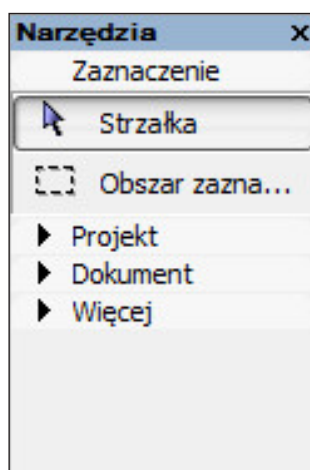 Narzędzia x
Zaznaczenie
Strzałka
Obszar zazna...
Projekt
Dokument
Więcej